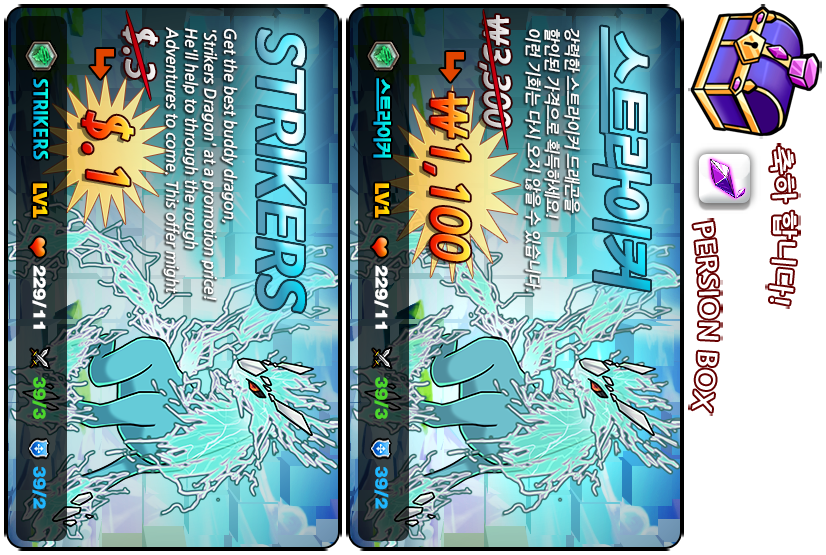 축하 합니다!
PERSION BOX
스트라이커
강력한 스트라이커 드래곤을
할인된 가격으로 획득하세요!
이런 기회는 다시 오지 않을 수 있습니다.
₩3,300
₩1,100
스트라이커 LV1 229/11 39/3 39/2
STRIKERS
Get the best buddy dragon,
'Strikers Dragon' at a promotion price!
He'll help to through the rough
Adventures to come. This offer might
$.3
$.1
STRIKERS LV1 229/11 39/3 39/2